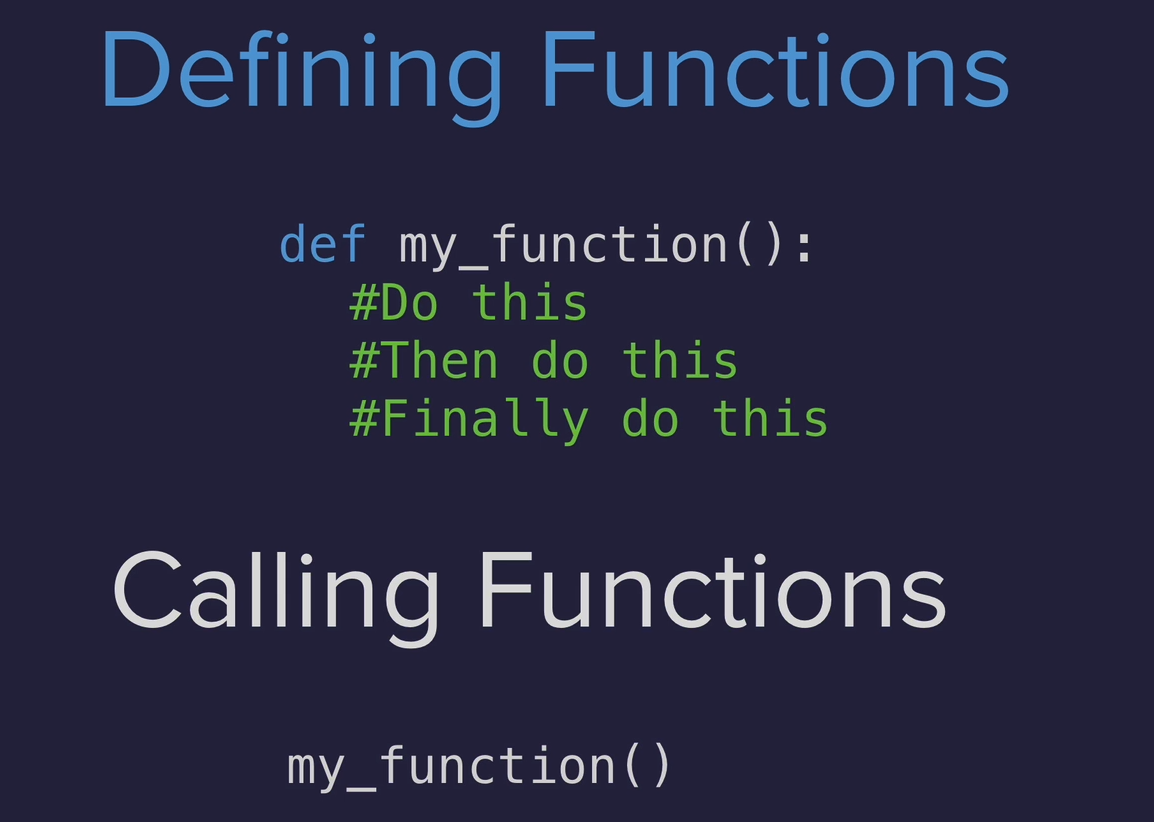 Defining Functions
def my_function():
#Do this
#Then do this
#Finally do this
Calling Functions
my_function()